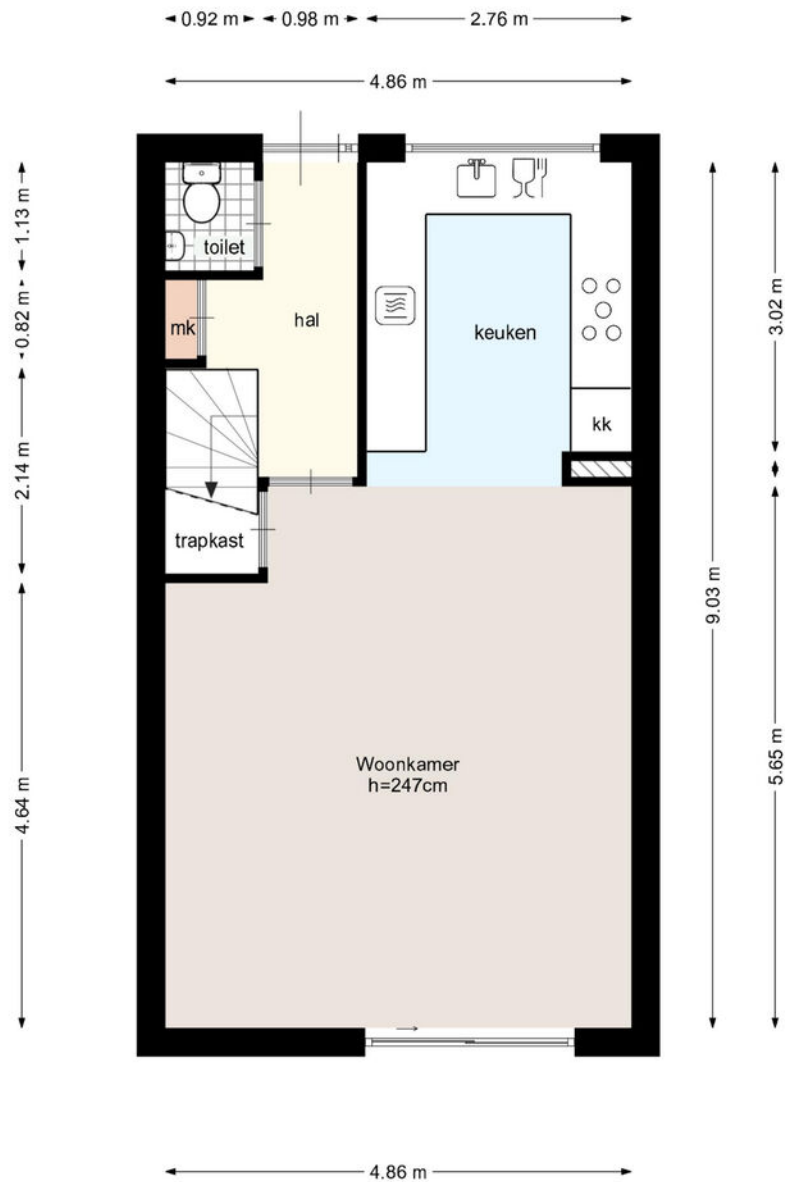 0.92 m 0.98 m 2.76 m
4.86 m
1.13 m
0.82 m
2.14 m
4.64 m
toilet
mk
hal
keuken
kk
trapkast
Woonkamer
h=247cm
3.02 m
9.03 m
5.65 m
4.86 m